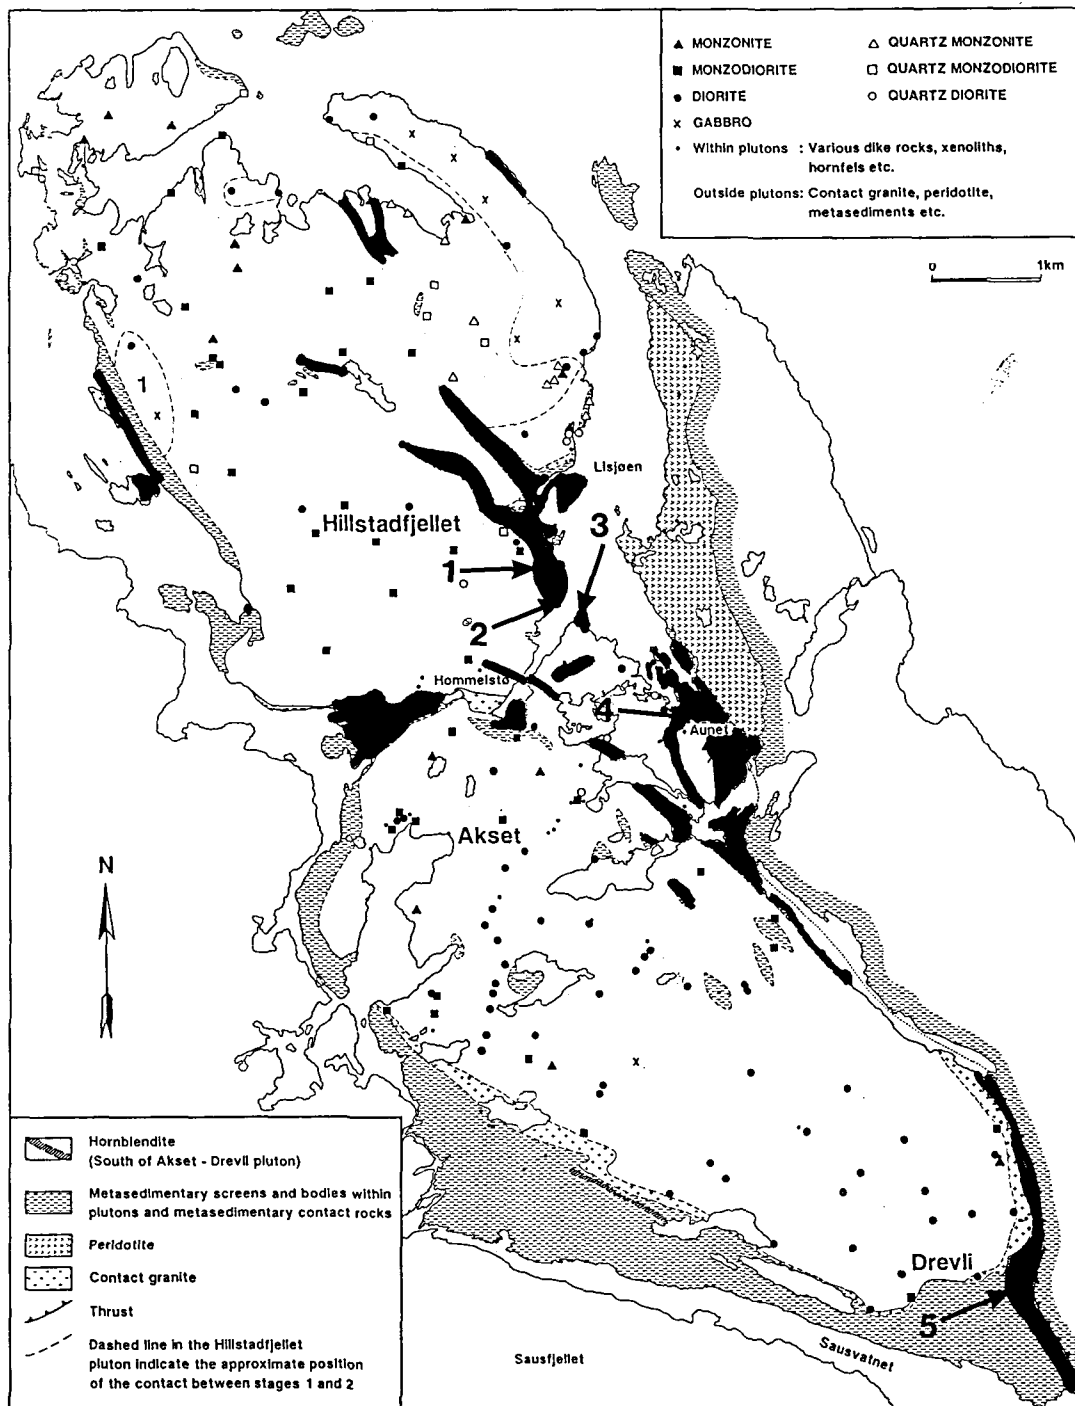 MONZONITE
QUARTZ MONZONITE
MONZODIORITE
QUARTZ MONZODIORITE
DIORITE
QUARTZ DIORITE
GABBRO
Within plutons : Various dike rocks, xenoliths,
hornfels etc.
Outside plutons: Contact granite, peridotite,
metasediments etc.
0 1km
1
Lisjøen
Hillstadfjellet
3
1
2
Hommelstø
4
Aunet
Akset
N
Hornblendite
(South of Akset - Drevli pluton)
Metasedimentary screens and bodies within
plutons and metasedimentary contact rocks
Peridotite
Contact granite
Thrust
Dashed line in the Hillstadfjellet
pluton indicate the approximate position
of the contact between stages 1 and 2
Drevli
5
Sausvatnet
Sausfjellet